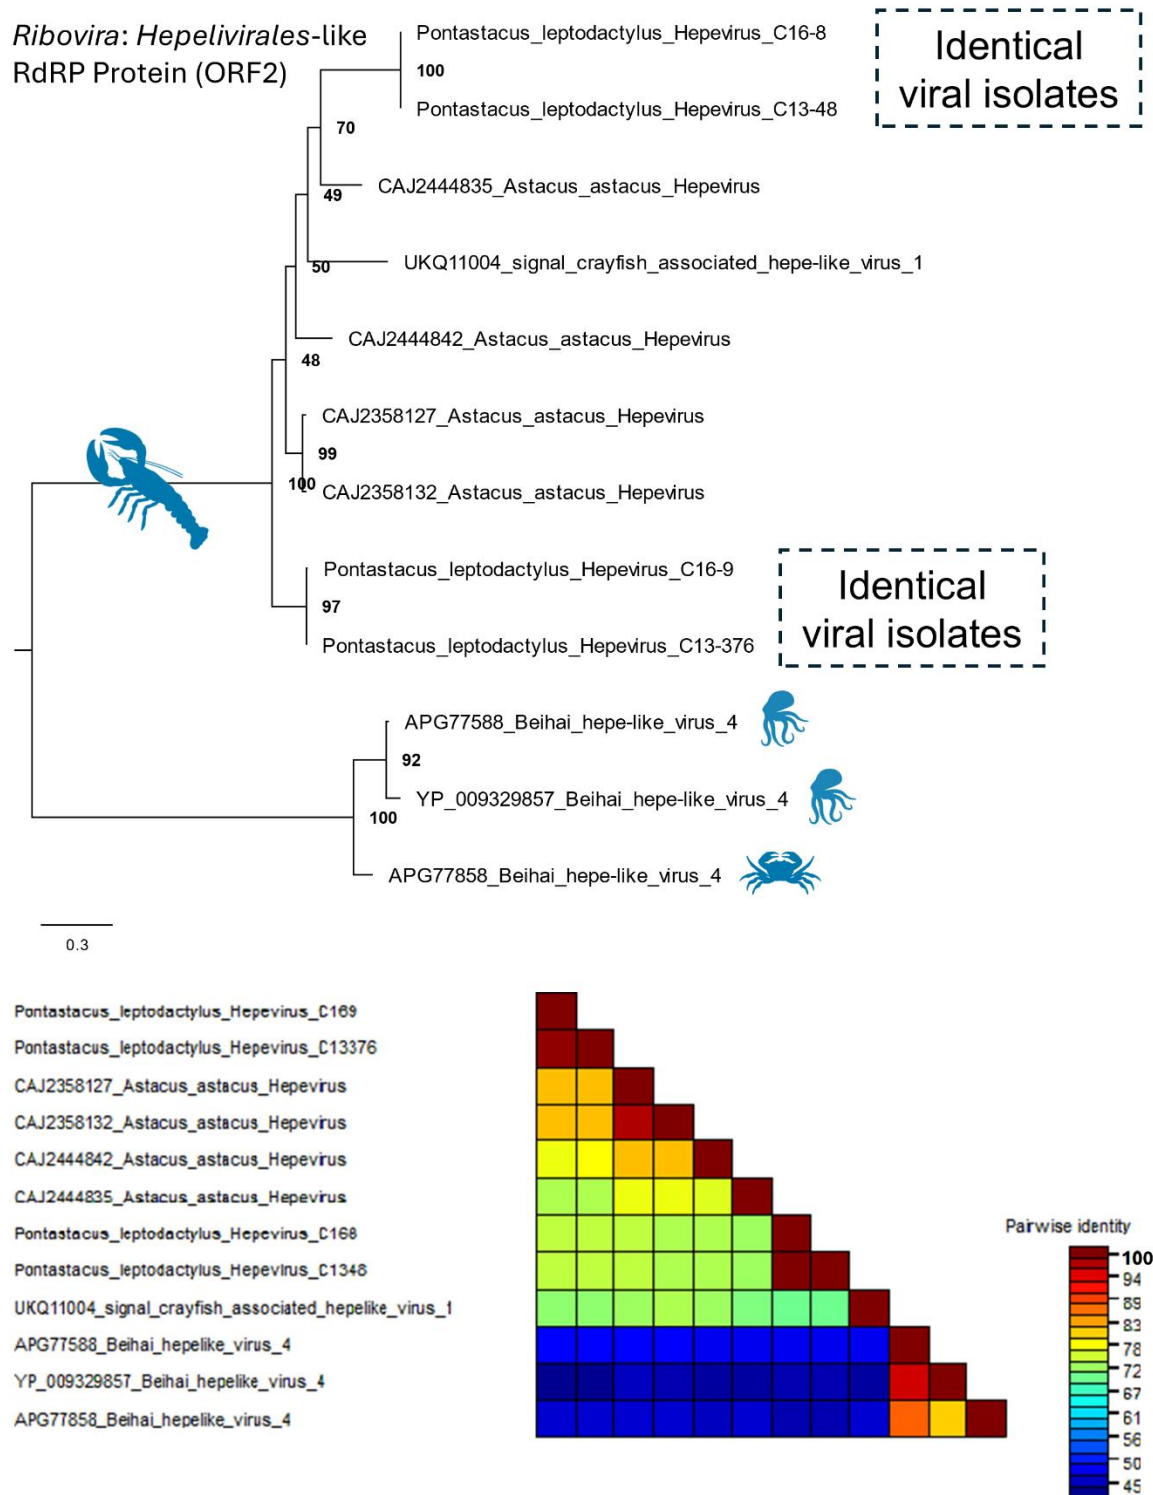 Ribovira: Hepelivirales-like
RdRP Protein (ORF2)
Pontastacus_leptodactylus_Hepevirus_C16-8
Identical
viral isolates
100
Pontastacus_leptodactylus_Hepevirus_C13-48
70
CAJ2444835_Astacus_astacus_Hepevirus
49
UKQ11004_signal_crayfish_associated_hepe-like_virus_1
50
CAJ2444842_Astacus_astacus_Hepevirus
48
CAJ2358127_Astacus_astacus_Hepevirus
99
100
CAJ2358132_Astacus_astacus_Hepevirus
Pontastacus_leptodactylus_Hepevirus_C16-9
Identical
viral isolates
97
Pontastacus_leptodactylus_Hepevirus_C13-376
APG77588_Beihai_hepe-like_virus_4
92
YP_009329857_Beihai_hepe-like_virus_4
100
APG77858_Beihai_hepe-like_virus_4
0.3
Pontastacus_leptodactylus_Hepevirus_C169
Pontastacus_leptodactylus_Hepevirus_C13376
CAJ2358127_Astacus_astacus_Hepevirus
CAJ2358132_Astacus_astacus_Hepevirus
CAJ2444842_Astacus_astacus_Hepevirus
CAJ2444835_Astacus_astacus_Hepevirus
Pontastacus_leptodactylus_Hepevirus_C168
Pontastacus_leptodactylus_Hepevirus_C1348
UKQ11004_signal_crayfish_associated_hepelike_virus_1
APG77588_Beihai_hepelike_virus_4
YP_009329857_Beihai_hepelike_virus_4
APG77858_Beihai_hepelike_virus_4
Pairwise identity
100
94
89
83
78
72
67
61
56
50
45